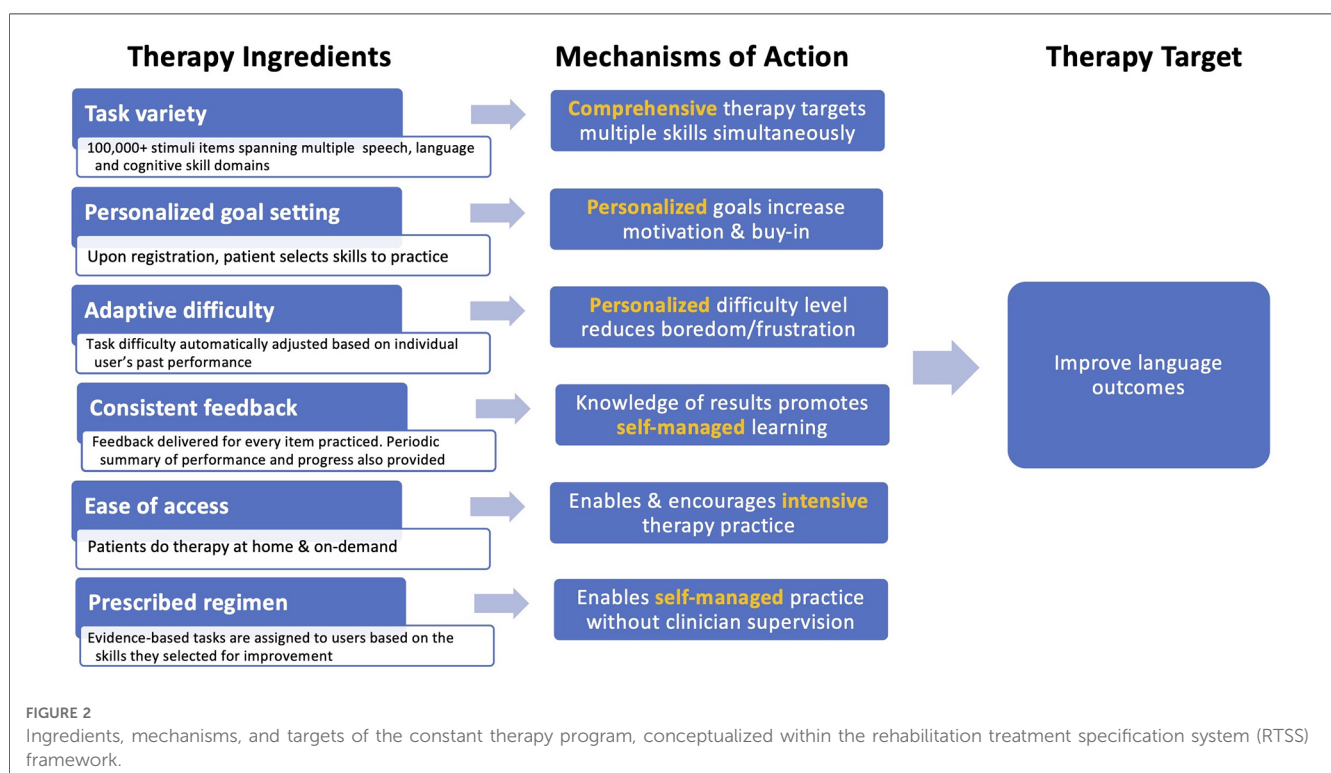 Therapy Ingredients
Mechanisms of Action
Therapy Target
Task variety
100,000+ stimuli items spanning multiple speech, language
and cognitive skill domains
Comprehensive therapy targets
multiple skills simultaneously
Personalized goal setting
Upon registration, patient selects skills to practice
Personalized goals increase
motivation & buy-in
Adaptive difficulty
Task difficulty automatically adjusted based on individual
user's past performance
Personalized difficulty level
reduces boredom/frustration
Consistent feedback
Feedback delivered for every item practiced. Periodic
summary of performance and progress also provided
Knowledge of results promotes
self-managed learning
Ease of access
Patients do therapy at home & on-demand
Enables & encourages intensive
therapy practice
Prescribed regimen
Evidence-based tasks are assigned to users based on the
skills they selected for improvement
Enables self-managed practice
without clinician supervision
Improve language
outcomes
FIGURE 2
Ingredients, mechanisms, and targets of the constant therapy program, conceptualized within the rehabilitation treatment specification system (RTSS)
framework.